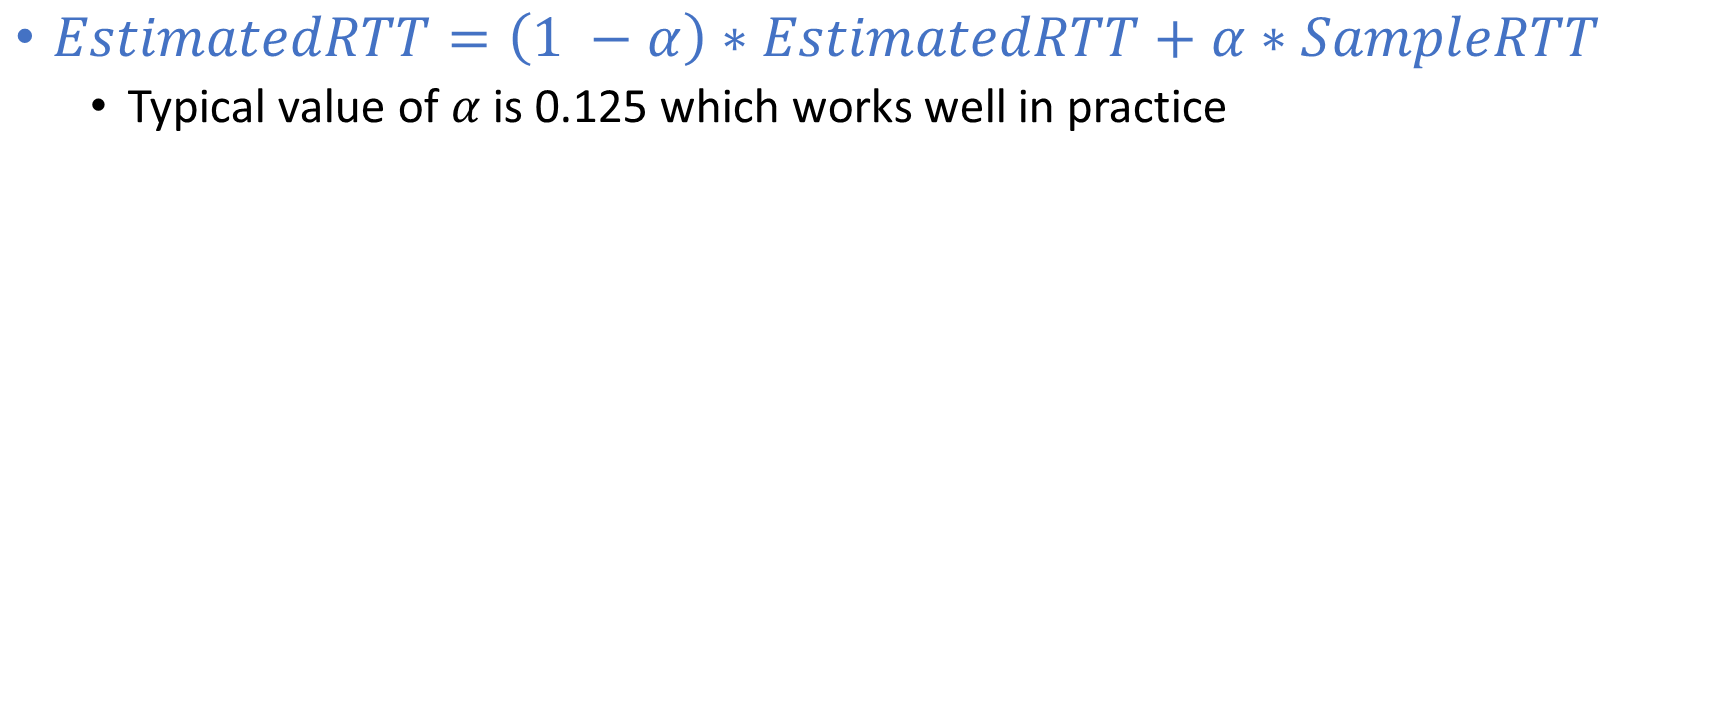 • 𝐸𝑠𝑡𝑖𝑚𝑎𝑡𝑒𝑑𝑅𝑇𝑇 = (1 − 𝛼) ∗ 𝐸𝑠𝑡𝑖𝑚𝑎𝑡𝑒𝑑𝑅𝑇𝑇 + 𝛼 ∗ 𝑆𝑎𝑚𝑝𝑙𝑒𝑅𝑇𝑇
• Typical value of 𝛼 is 0.125 which works well in practice